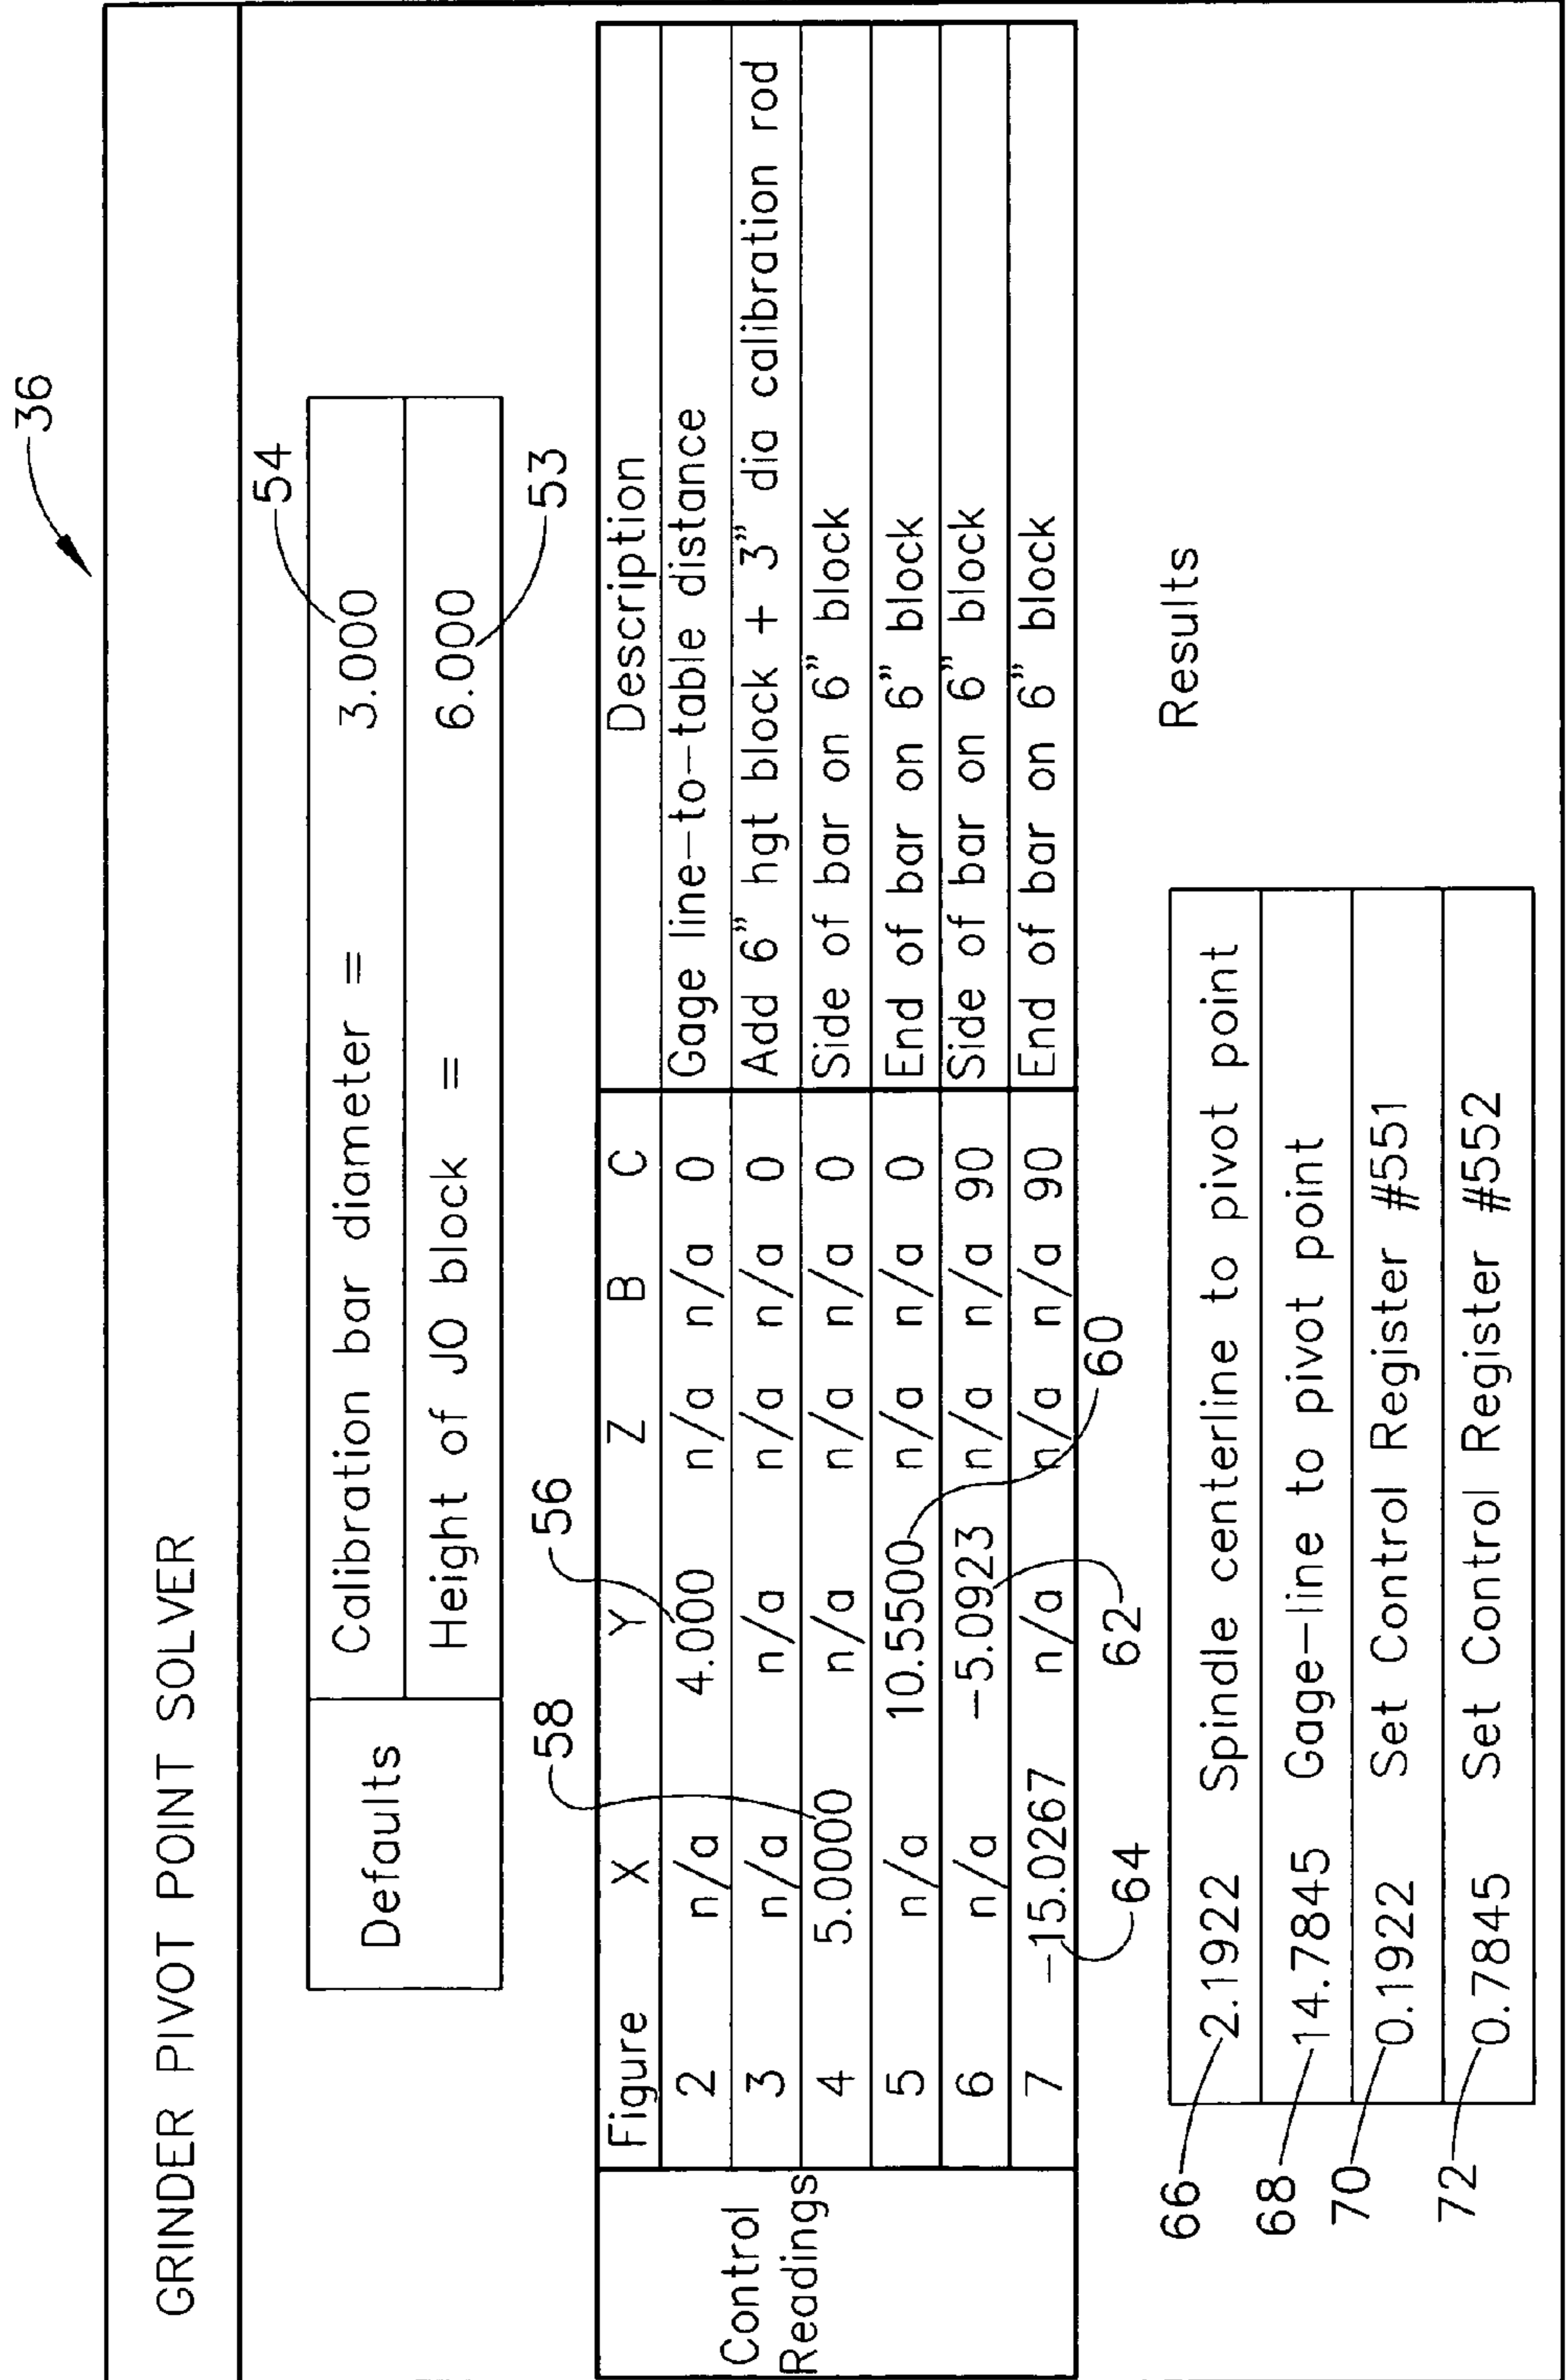 36
GRINDER PIVOT POINT SOLVER
Defaults
Calibration bar diameter = 3.000
54
Height of JO block = 6.000
53
58
56
Control Readings
Figure X Y Z B C Description
2 n/a 4.000 n/a n/a 0 Gage line-to-table distance
3 n/a n/a n/a n/a 0 Add 6" hgt block + 3" dia calibration rod
4 5.0000 n/a n/a n/a 0 Side of bar on 6" block
5 n/a 10.5500 n/a n/a 0 End of bar on 6" block
6 n/a -5.0923 n/a n/a 90 Side of bar on 6" block
7 -15.0267 n/a n/a n/a 90 End of bar on 6" block
64
62
60
Results
66 2.1922 Spindle centerline to pivot point
68 14.7845 Gage-line to pivot point
70 0.1922 Set Control Register #551
72 0.7845 Set Control Register #552